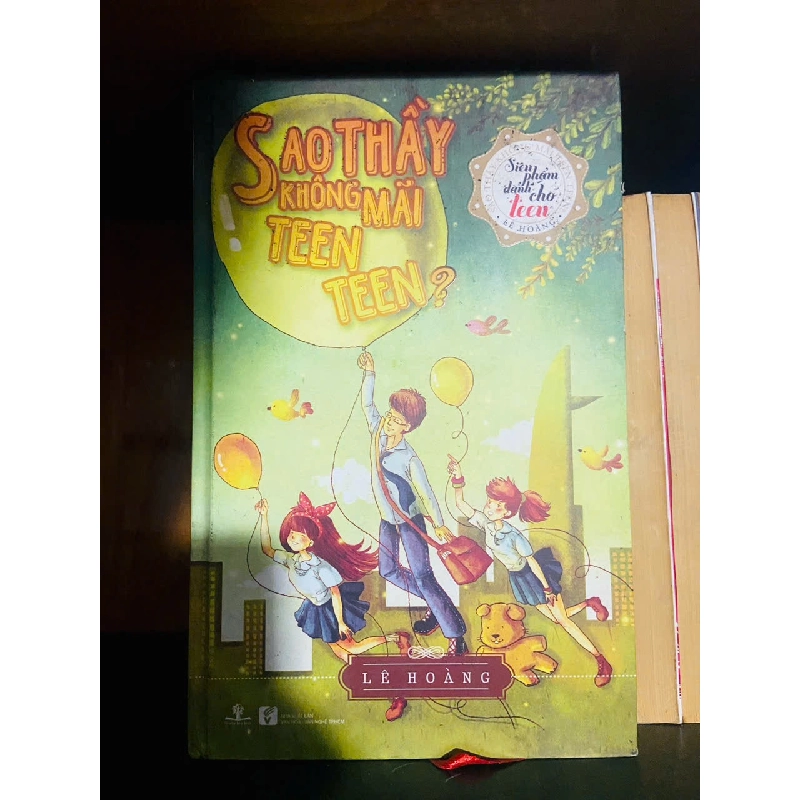 SAO THẦY
KHÔNG MÃI
TEEN
TEEN?
Siêu
phẩm
dành
cho
teen
LÊ HOÀNG
LÊ HOÀNG